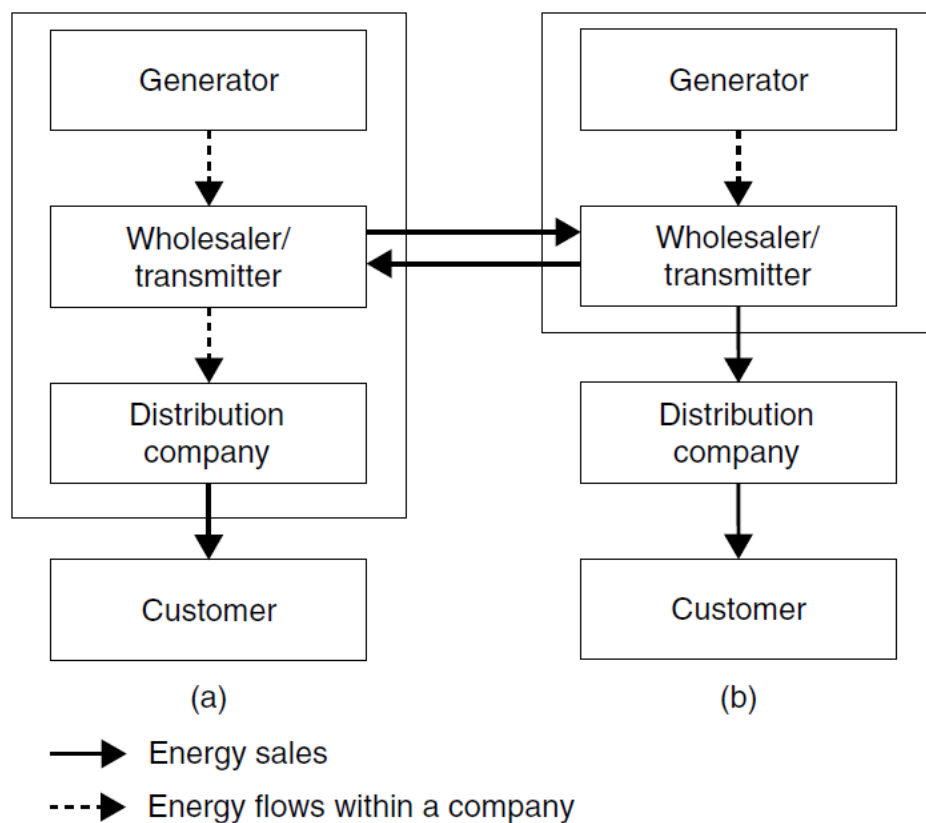 Generator
Wholesaler/
transmitter
Distribution
company
Customer
(a)
Generator
Wholesaler/
transmitter
Distribution
company
Customer
(b)
Energy sales
Energy flows within a company